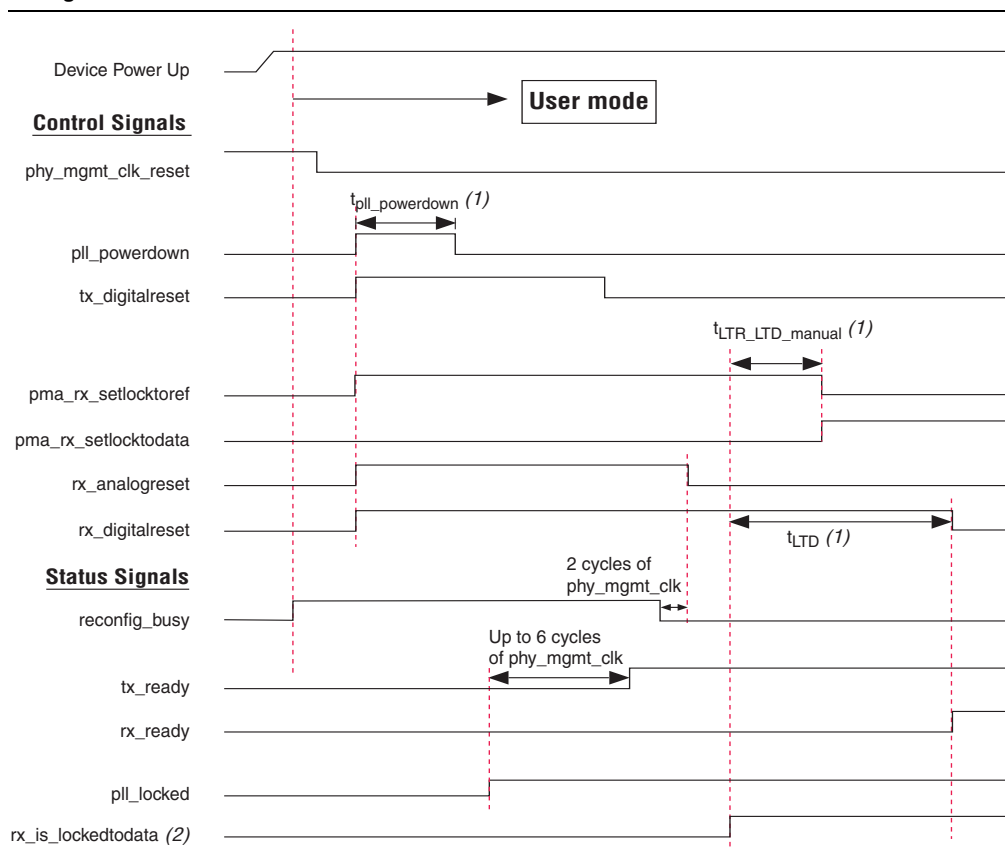 Device Power Up
User mode
Control Signals
phy_mgmt_clk_reset
tpll_powerdown (1)
pll_powerdown
tx_digitalreset
tLTR_LTD_manual (1)
pma_rx_setlocktoref
pma_rx_setlocktodata
rx_analogreset
rx_digitalreset
tLTD (1)
Status Signals
2 cycles of
phy_mgmt_clk
reconfig_busy
Up to 6 cycles
of phy_mgmt_clk
tx_ready
rx_ready
pll_locked
rx_is_lockedtodata (2)